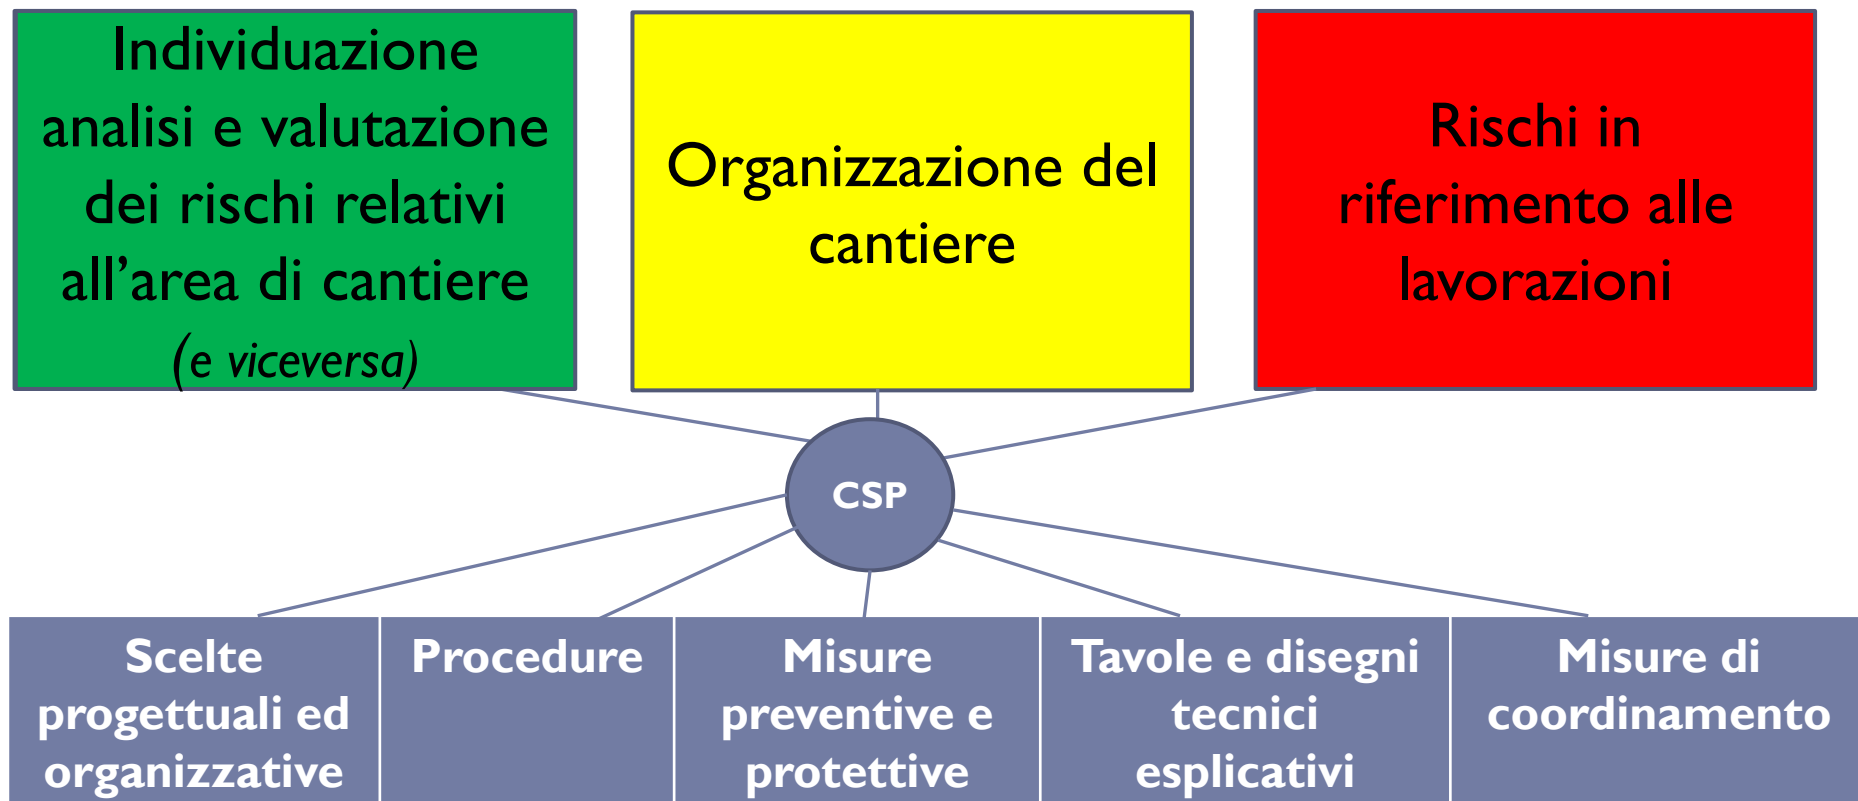 Individuazione
analisi e valutazione
dei rischi relativi
all’area di cantiere
(e viceversa)
Organizzazione del
cantiere
Rischi in
riferimento alle
lavorazioni
CSP
Scelte
progettuali ed
organizzative
Procedure
Misure
preventive e
protettive
Tavole e disegni
tecnici
esplicativi
Misure di
coordinamento